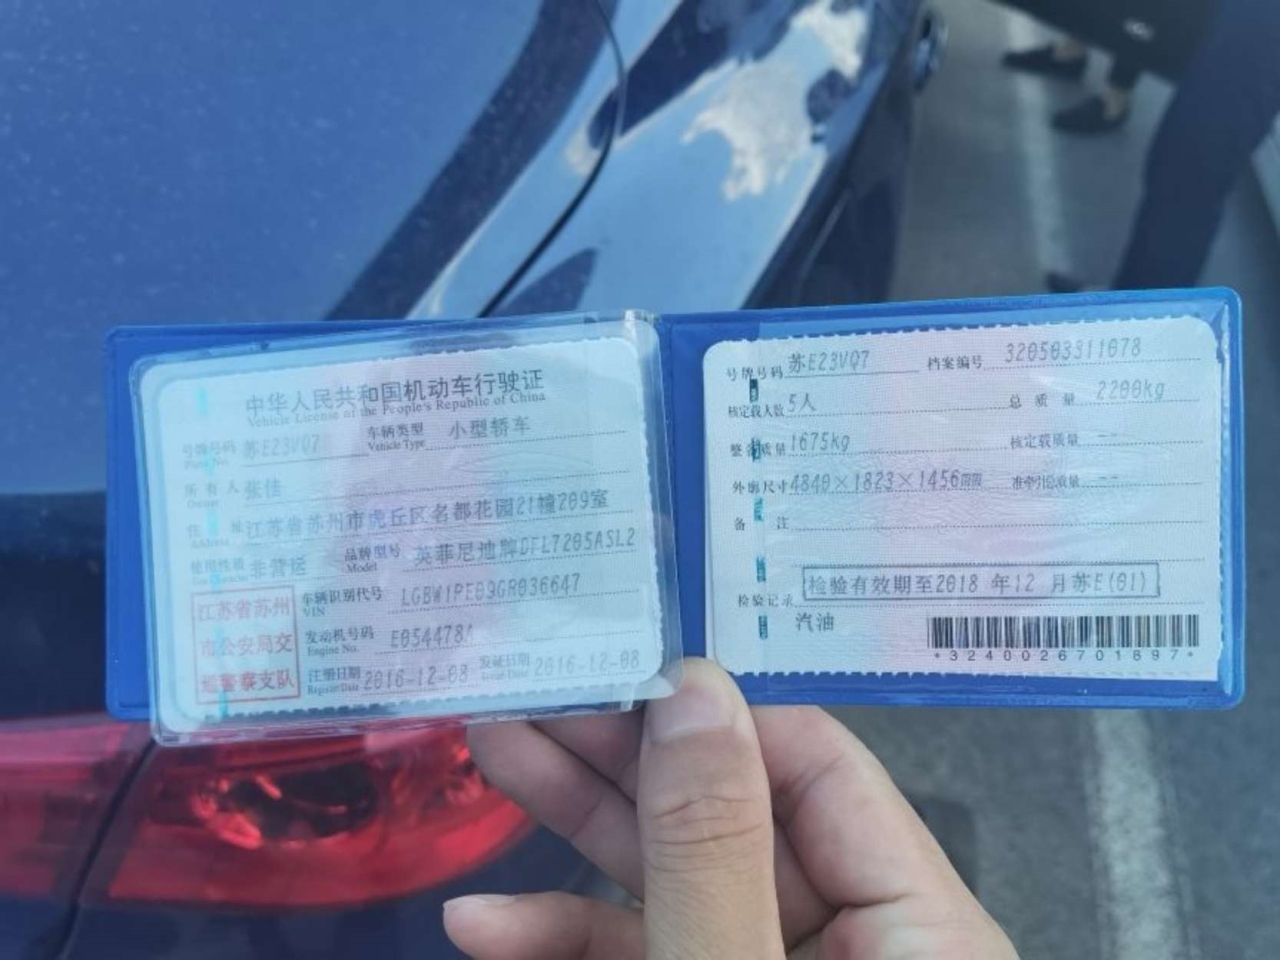 中华人民共和国机动车行驶证
Vehicle License of the People's Republic of China
号牌号码 苏E23VQ7 车辆类型 小型轿车
Plate No. Vehicle Type
所有人 张佳
Owner
住址 江苏省苏州市虎丘区名都花园21幢209室
Address
使用性质 非营运 品牌型号 英菲尼迪牌DFL7205ASL2
Use Character Model
江苏省苏州
市公安局交
通警察支队
车辆识别代号 LGBW1PE09GR036647
VIN
发动机号码 E054478A
Engine No.
注册日期 2016-12-08 发证日期 2016-12-08
Register Date Issue Date
号牌号码 苏E23VQ7 档案编号 320503311078
核定载人数 5人 总质量 2200kg
整备质量 1675kg 核定载质量 --
外廓尺寸 4840×1823×1456mm 准牵引总质量 --
备注
检验有效期至2018 年12 月苏E(01)
检验记录
汽油
*3240026701897*